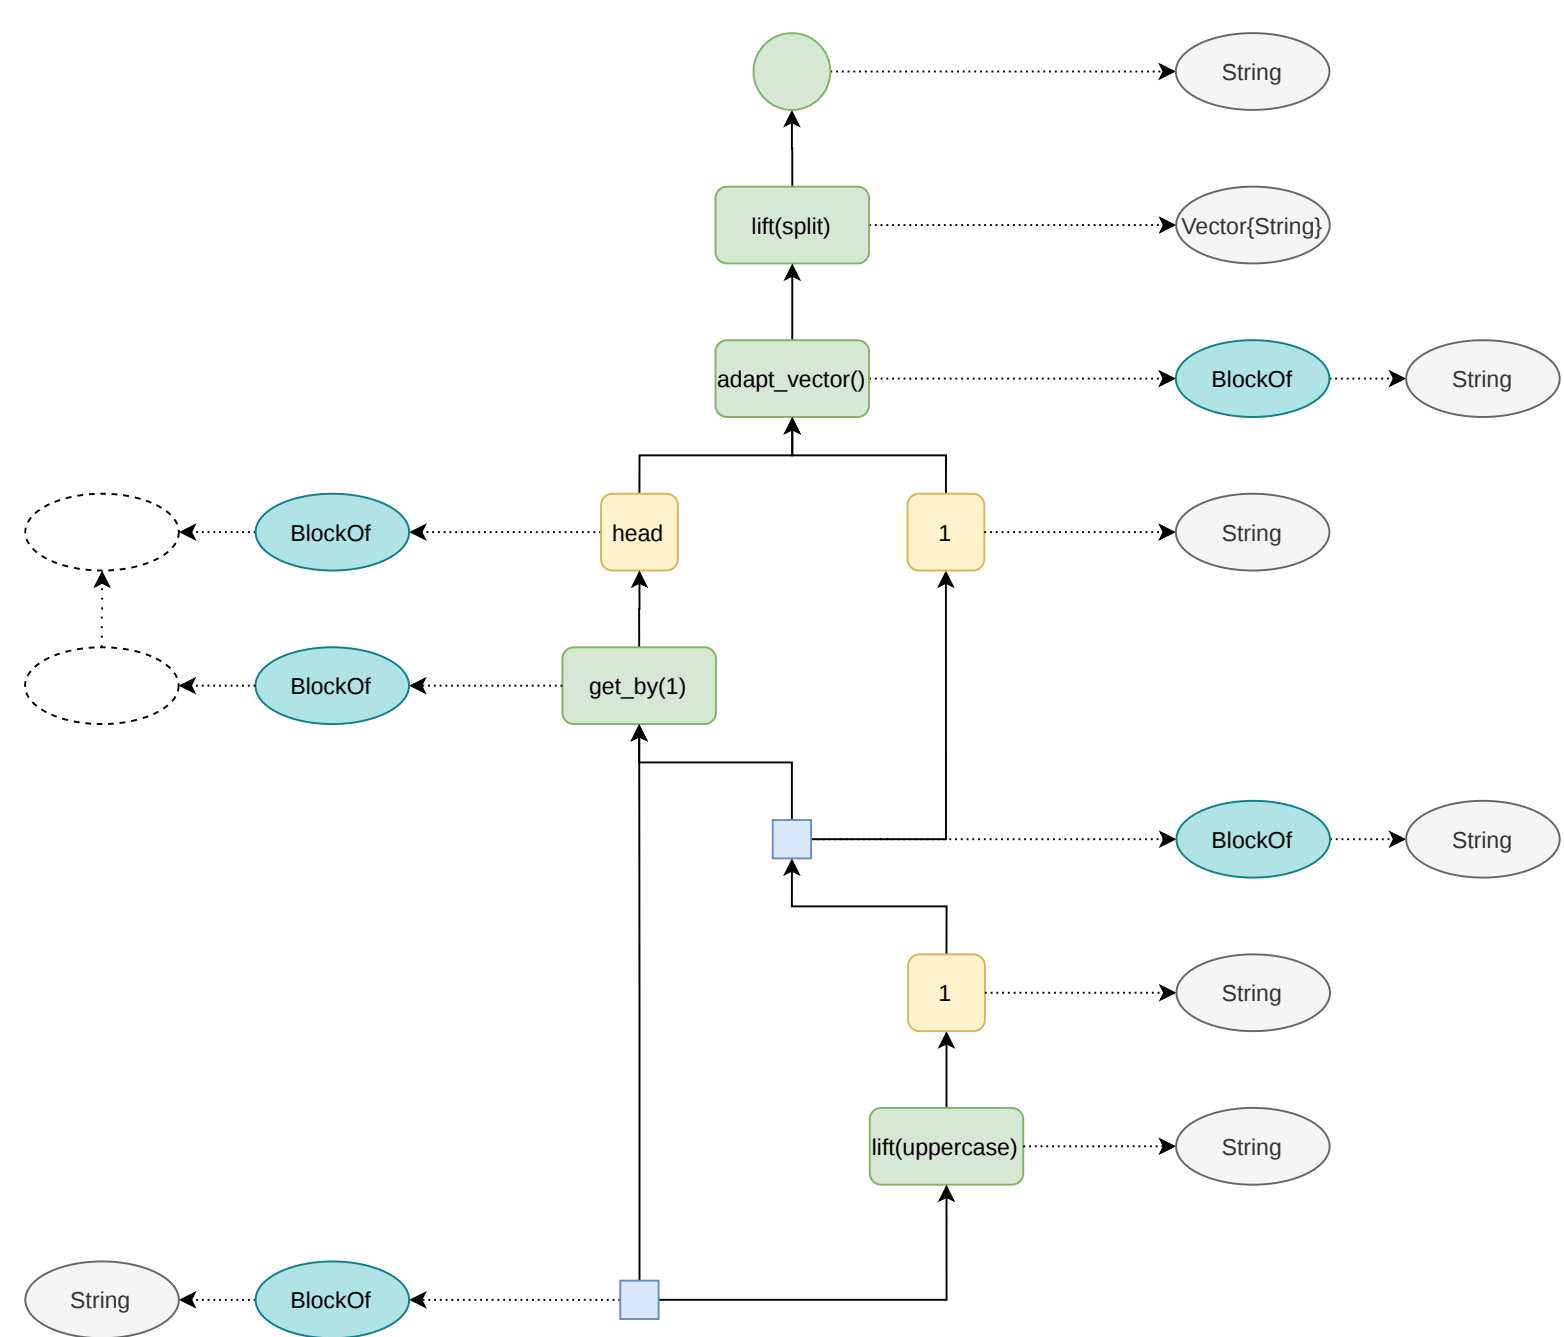 String
lift(split)
Vector{String}
adapt_vector()
BlockOf
String
BlockOf
head
1
String
BlockOf
get_by(1)
BlockOf
String
1
String
lift(uppercase)
String
String
BlockOf